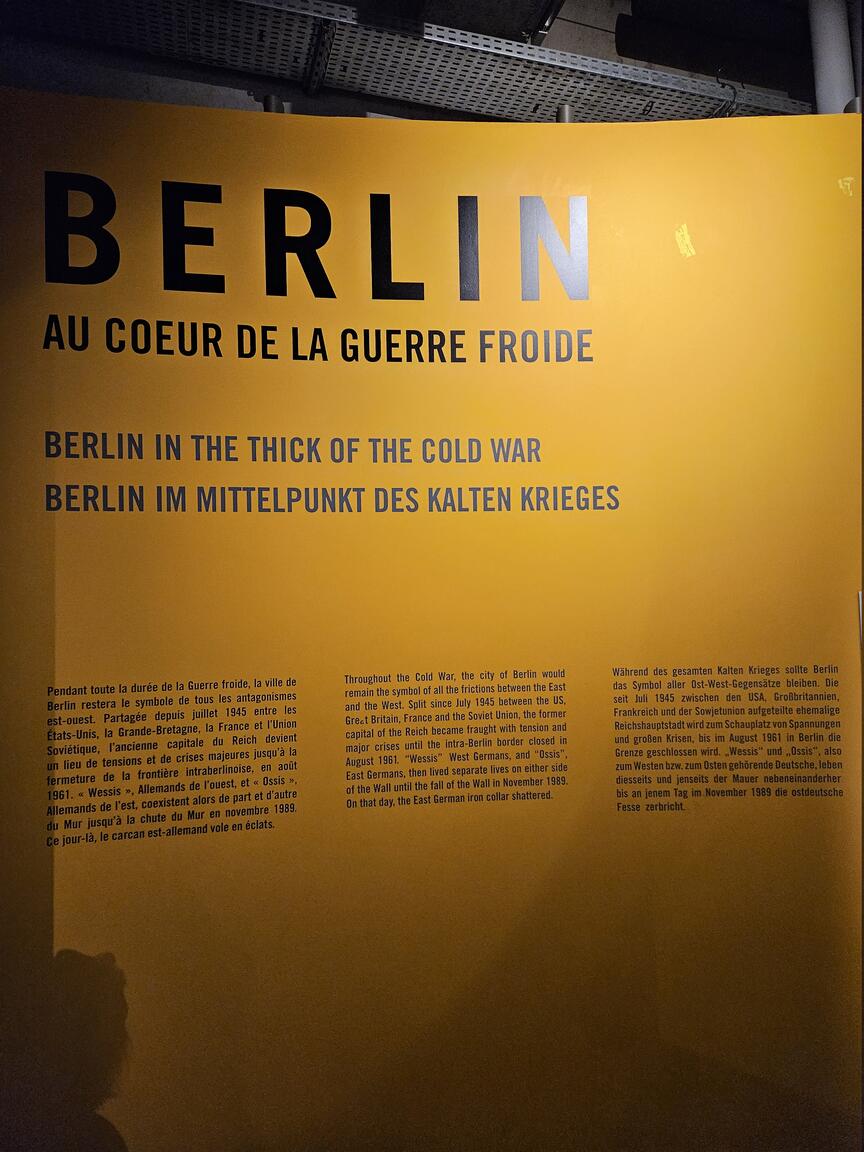 BERLIN
AU COEUR DE LA GUERRE FROIDE
BERLIN IN THE THICK OF THE COLD WAR
BERLIN IM MITTELPUNKT DES KALTEN KRIEGES
Pendant toute la durée de la Guerre froide, la ville de
Berlin restera le symbole de tous les antagonismes
est-ouest. Partagée depuis juillet 1945 entre les
États-Unis, la Grande-Bretagne, la France et l'Union
Soviétique, l'ancienne capitale du Reich devient
un lieu de tensions et de crises majeures jusqu'à la
fermeture de la frontière intraberlinoise, en août
1961. « Wessis », Allemands de l'ouest, et « Ossis »,
Allemands de l'est, coexistent alors de part et d'autre
du Mur jusqu'à la chute du Mur en novembre 1989.
Ce jour-là, le carcan est-allemand vole en éclats.
Throughout the Cold War, the city of Berlin would
remain the symbol of all the frictions between the East
and the West. Split since July 1945 between the US,
Great Britain, France and the Soviet Union, the former
capital of the Reich became fraught with tension and
major crises until the intra-Berlin border closed in
August 1961. "Wessis" West Germans, and "Ossis",
East Germans, then lived separate lives on either side
of the Wall until the fall of the Wall in November 1989.
On that day, the East German iron collar shattered.
Während des gesamten Kalten Krieges sollte Berlin
das Symbol aller Ost-West-Gegensätze bleiben. Die
seit Juli 1945 zwischen den USA, Großbritannien,
Frankreich und der Sowjetunion aufgeteilte ehemalige
Reichshauptstadt wird zum Schauplatz von Spannungen
und großen Krisen, bis im August 1961 in Berlin die
Grenze geschlossen wird. „Wessis" und „Ossis", also
zum Westen bzw. zum Osten gehörende Deutsche, leben
diesseits und jenseits der Mauer nebeneinanderher
bis an jenem Tag im November 1989 die ostdeutsche
Fesse zerbricht.